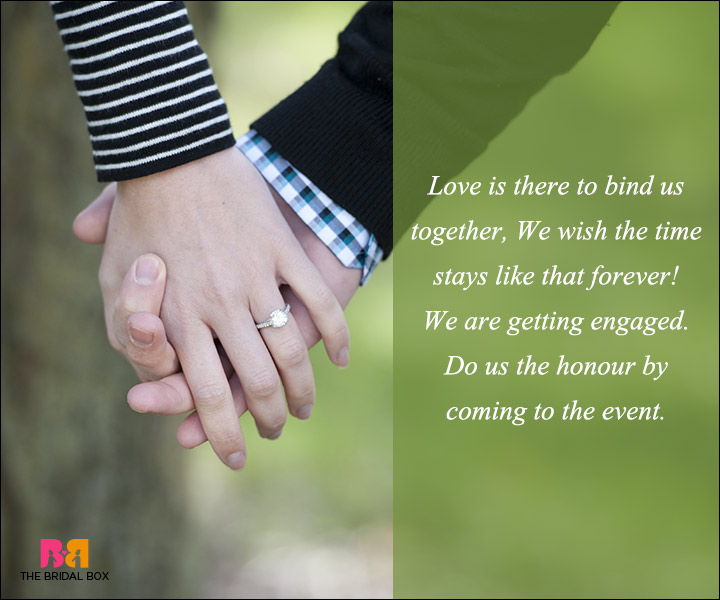 Love is there to bind us
together, We wish the time
stays like that forever!
We are getting engaged.
Do us the honour by
coming to the event.
BB
THE BRIDAL BOX